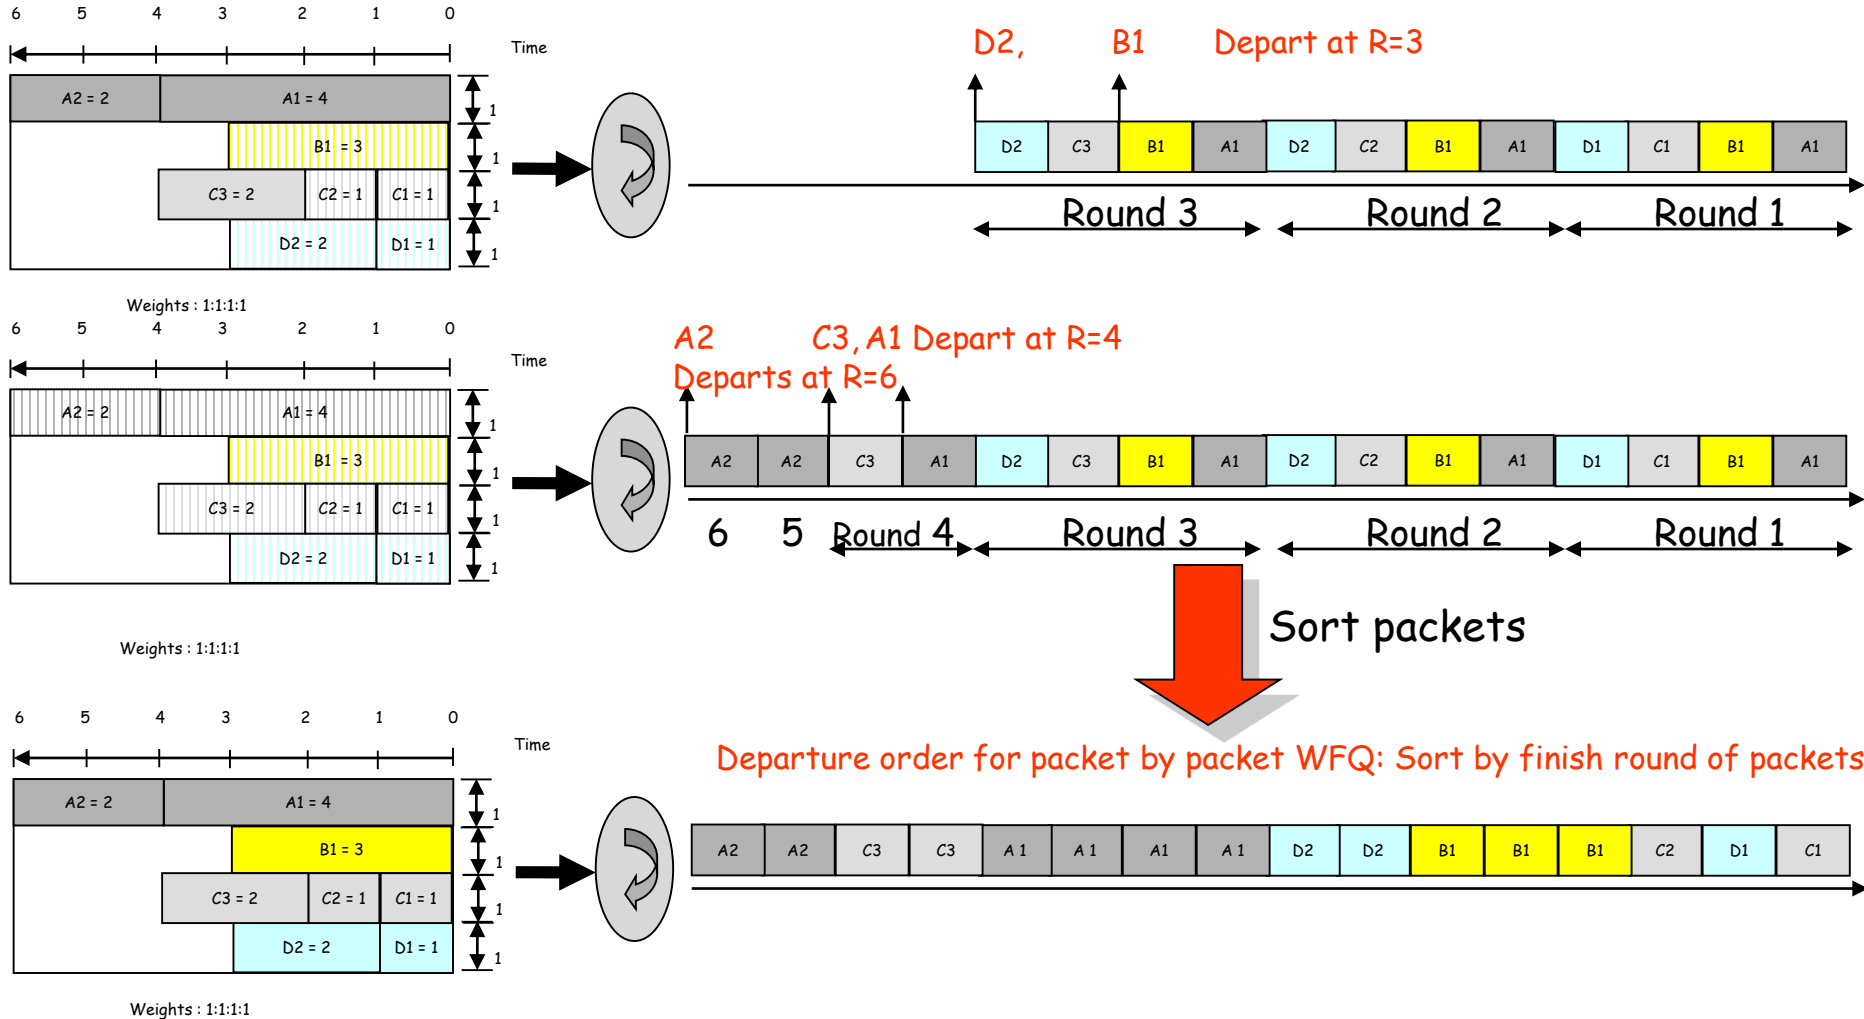 6 5 4 3 2 1 0
Time
D2, B1 Depart at R=3
A2 = 2 A1 = 4 1
B1 = 3 1
C3 = 2 C2 = 1 C1 = 1 1
D2 = 2 D1 = 1 1
D2 C3 B1 A1 D2 C2 B1 A1 D1 C1 B1 A1
Round 3 Round 2 Round 1
Weights : 1:1:1:1
6 5 4 3 2 1 0
Time
A2 C3, A1 Depart at R=4
Departs at R=6
A2 = 2 A1 = 4 1
B1 = 3 1
C3 = 2 C2 = 1 C1 = 1 1
D2 = 2 D1 = 1 1
A2 A2 C3 A1 D2 C3 B1 A1 D2 C2 B1 A1 D1 C1 B1 A1
6 5 Round 4 Round 3 Round 2 Round 1
Weights : 1:1:1:1
Sort packets
6 5 4 3 2 1 0
Time
Departure order for packet by packet WFQ: Sort by finish round of packets
A2 = 2 A1 = 4 1
B1 = 3 1
C3 = 2 C2 = 1 C1 = 1 1
D2 = 2 D1 = 1 1
A2 A2 C3 C3 A 1 A 1 A1 A 1 D2 D2 B1 B1 B1 C2 D1 C1
Weights : 1:1:1:1